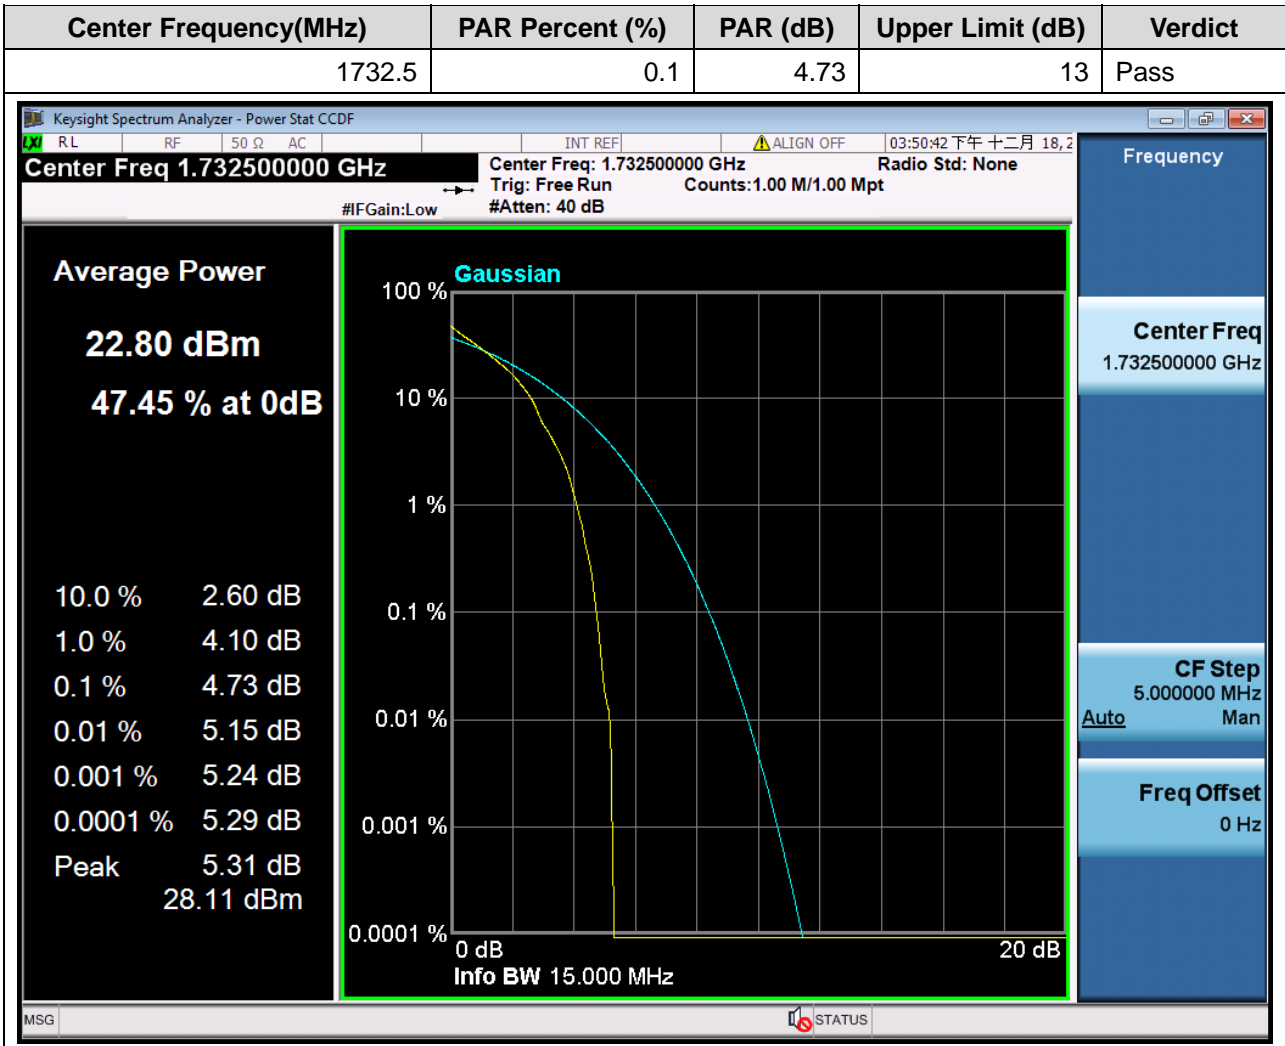 Center Frequency(MHz) PAR Percent (%) PAR (dB) Upper Limit (dB) Verdict
1732.5 0.1 4.73 13 Pass
Keysight Spectrum Analyzer - Power Stat CCDF
LXI RL RF 50 Ω AC INT REF ALIGN OFF 03:50:42 下午 十二月 18, 2
Center Freq 1.732500000 GHz
#IFGain:Low
Center Freq: 1.732500000 GHz Radio Std: None
Trig: Free Run Counts:1.00 M/1.00 Mpt
#Atten: 40 dB
Average Power
22.80 dBm
47.45 % at 0dB
10.0 % 2.60 dB
1.0 % 4.10 dB
0.1 % 4.73 dB
0.01 % 5.15 dB
0.001 % 5.24 dB
0.0001 % 5.29 dB
Peak 5.31 dB
28.11 dBm
Gaussian
100 %
10 %
1 %
0.1 %
0.01 %
0.001 %
0.0001 %
0 dB 20 dB
Info BW 15.000 MHz
Frequency
Center Freq
1.732500000 GHz
CF Step
5.000000 MHz
Auto Man
Freq Offset
0 Hz
MSG STATUS